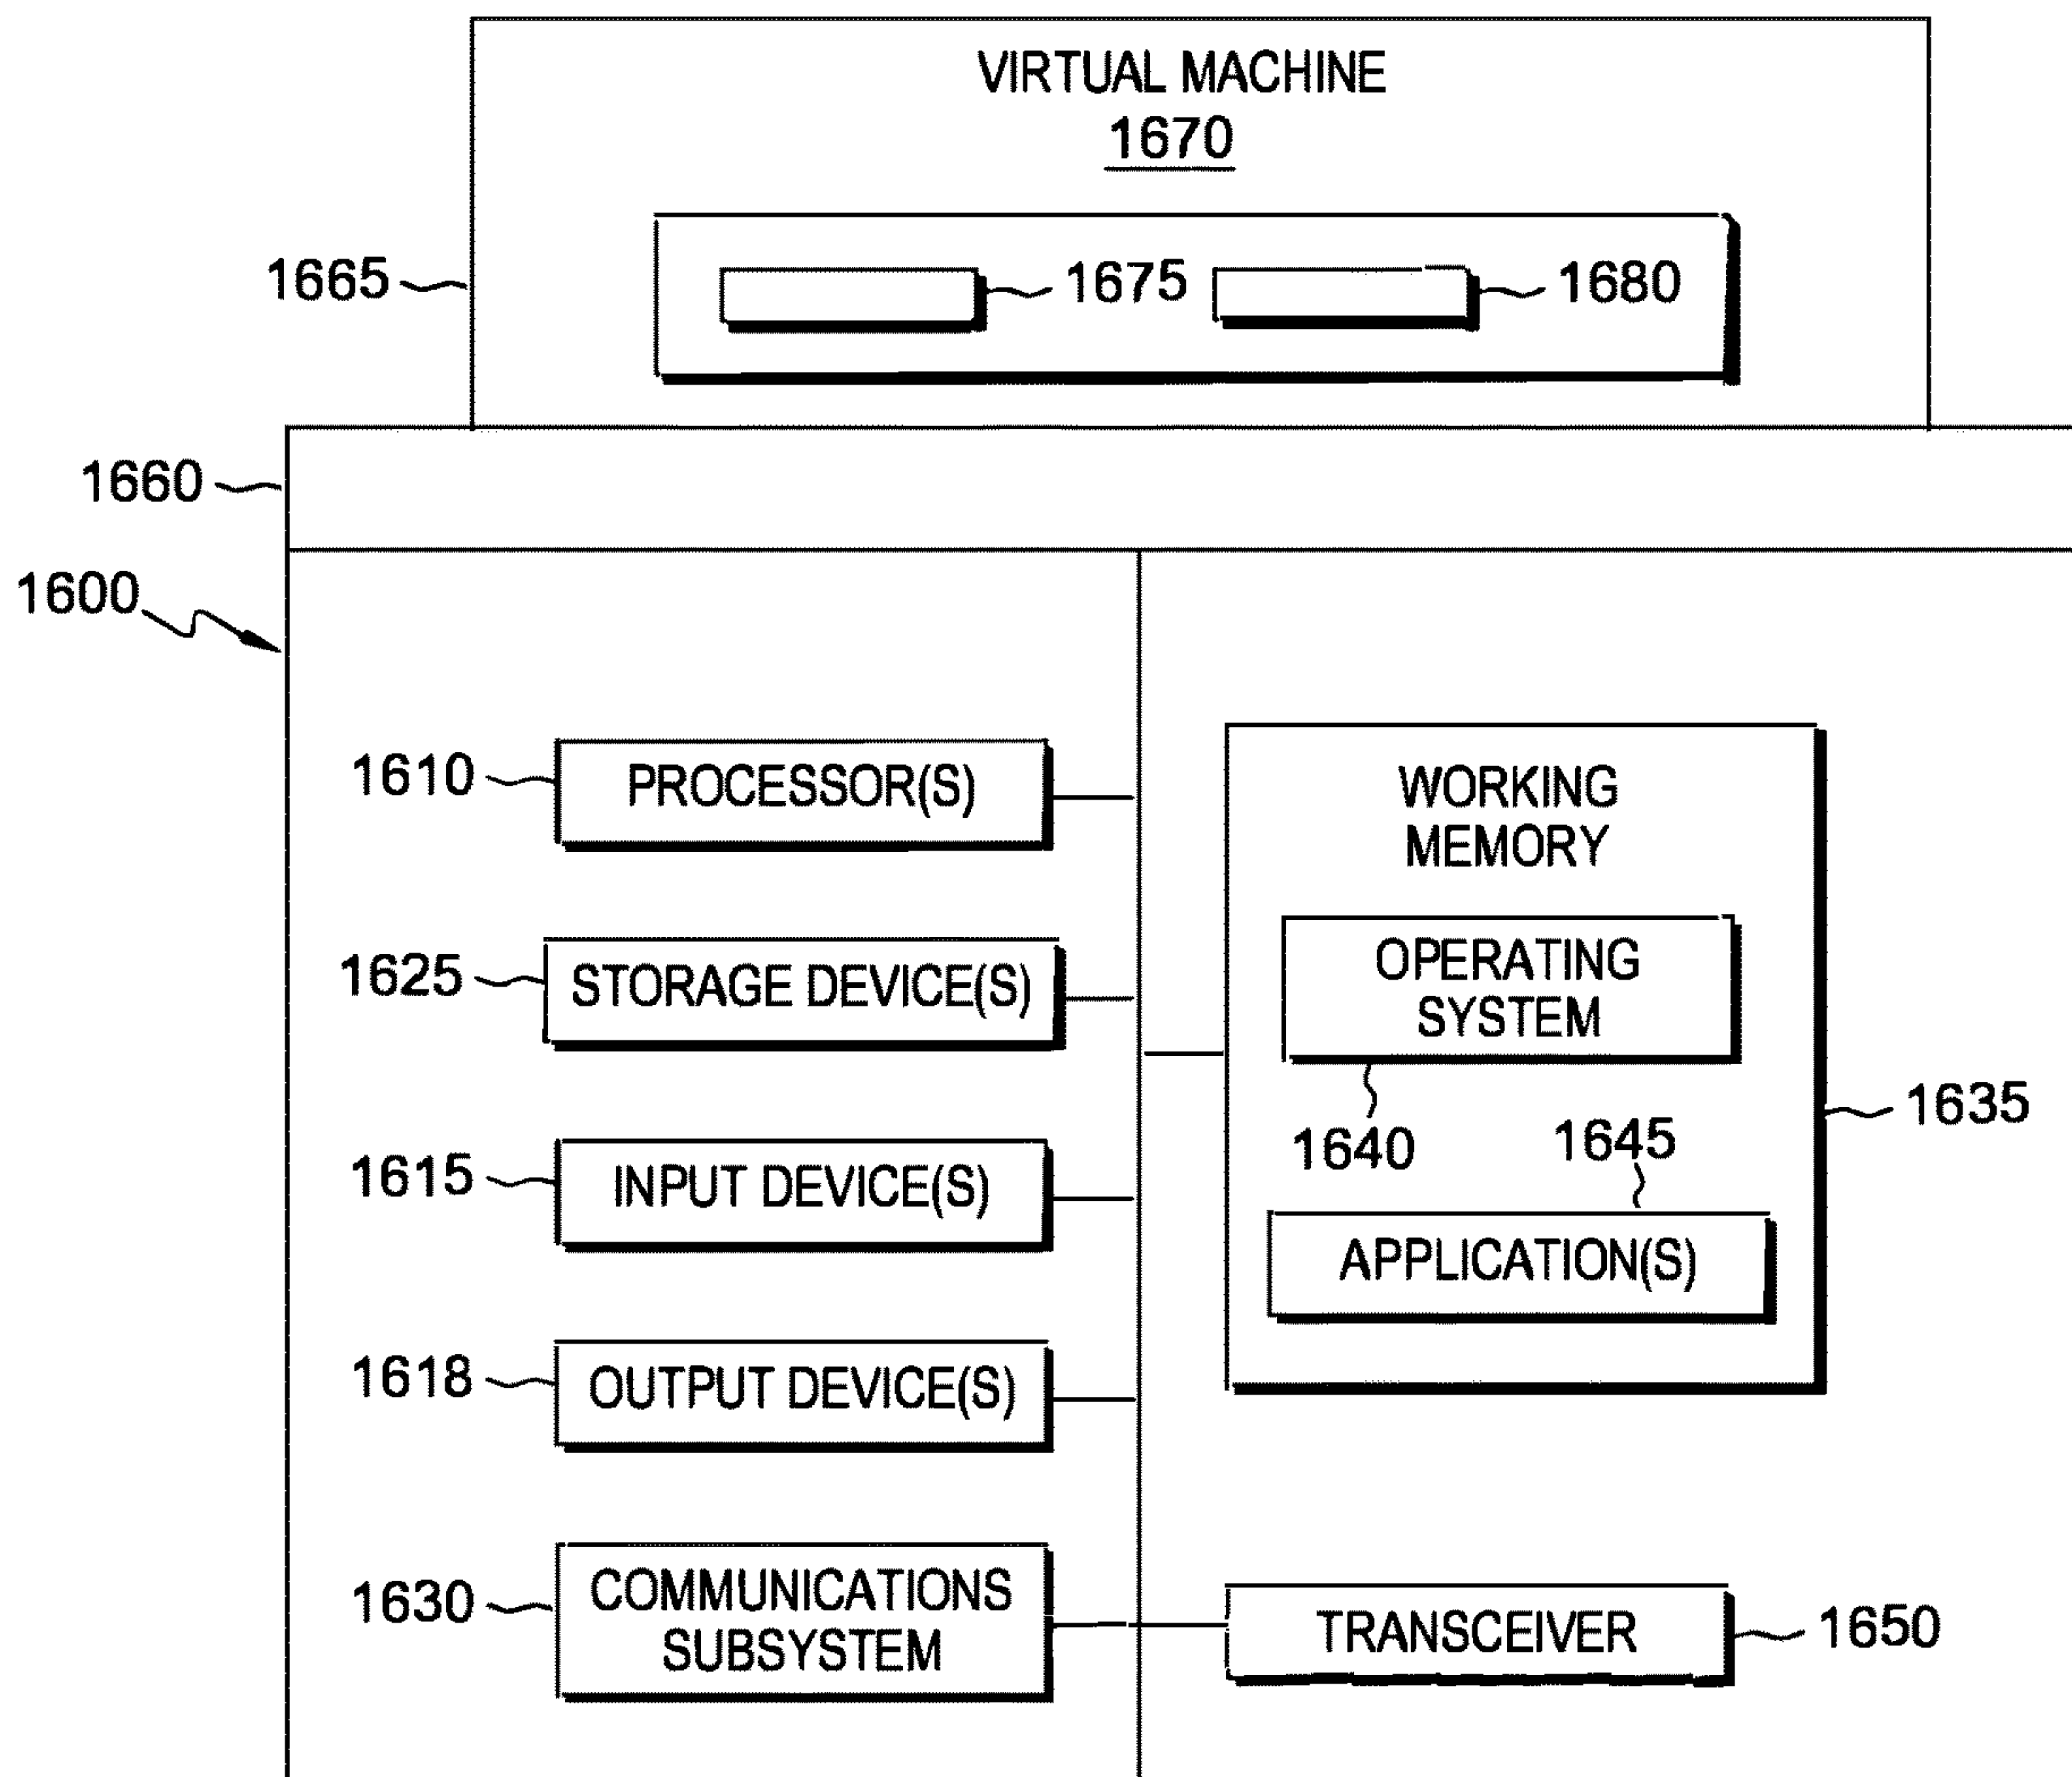 VIRTUAL MACHINE
1670
1665
1675
1680
1660
1600
1610
PROCESSOR(S)
WORKING
MEMORY
1625
STORAGE DEVICE(S)
OPERATING
SYSTEM
1635
1640
1645
1615
INPUT DEVICE(S)
APPLICATION(S)
1618
OUTPUT DEVICE(S)
1630
COMMUNICATIONS
SUBSYSTEM
TRANSCEIVER
1650